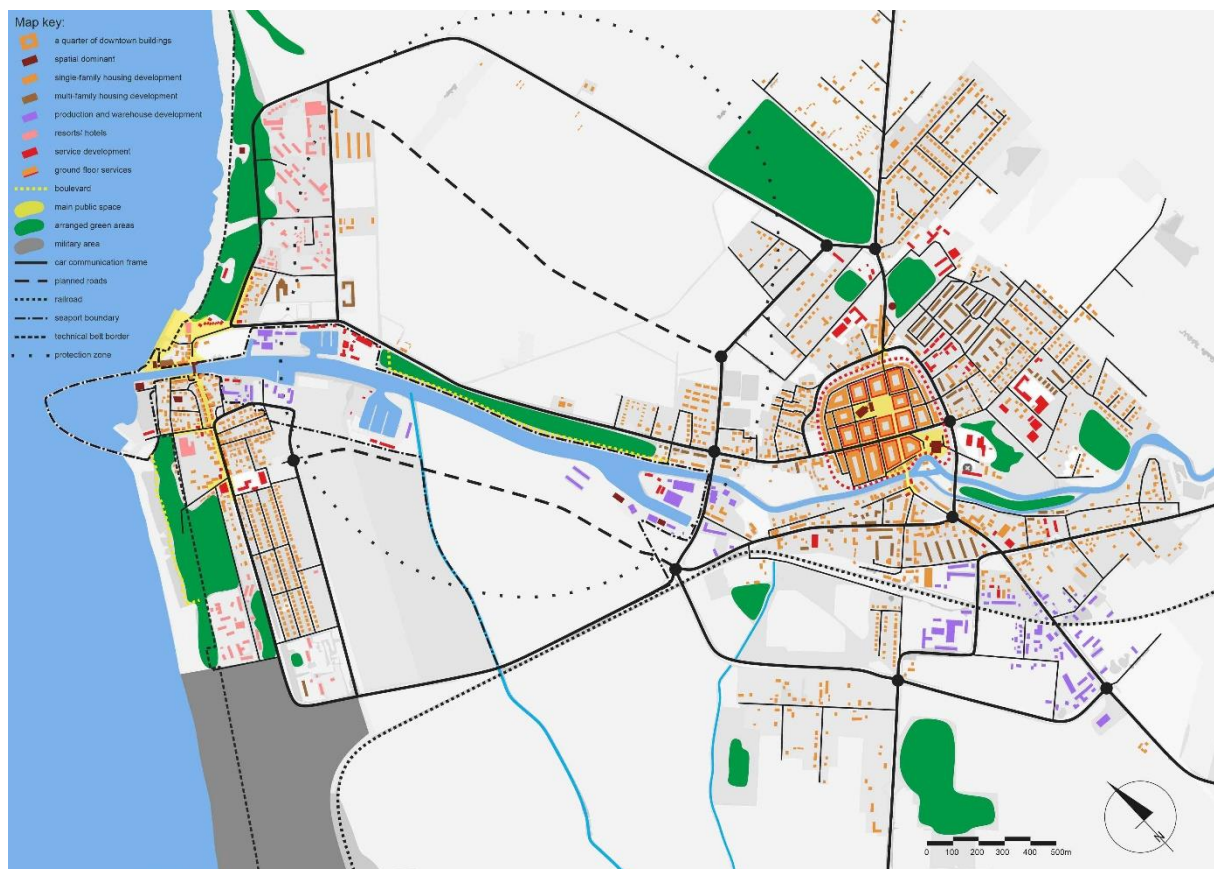 Map key:
a quarter of downtown buildings
spatial dominant
single-family housing development
multi-family housing development
production and warehouse development
resorts/ hotels
service development
ground floor services
boulevard
main public space
arranged green areas
military area
car communication frame
planned roads
railroad
seaport boundary
technical belt border
protection zone
N
0 100 200 300 400 500m